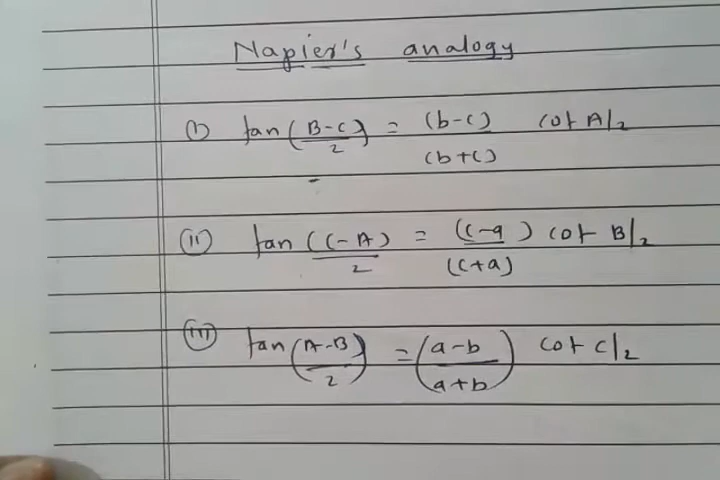 Napier's analogy
(i) tan (B-C)/2 = (b-c)/(b+c) cot A/2
(ii) tan (C-A)/2 = (c-a)/(c+a) cot B/2
(iii) tan (A-B/2) = (a-b/a+b) cot C/2